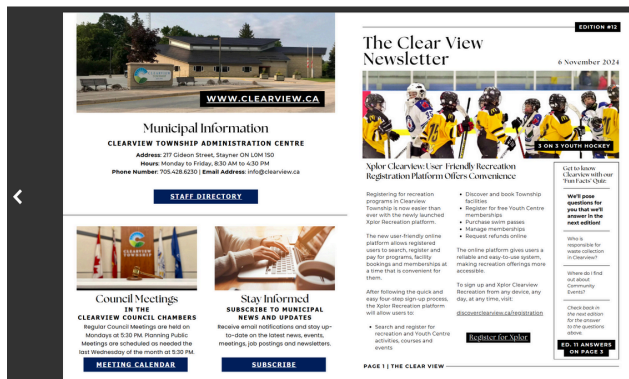 WWW.CLEARVIEW.CA
Municipal Information
CLEARVIEW TOWNSHIP ADMINISTRATION CENTRE
Address: 217 Gideon Street, Stayner ON L0M 1S0
Hours: Monday to Friday, 8:30 AM to 4:30 PM
Phone Number: 705.428.6230 | Email Address: info@clearview.ca
STAFF DIRECTORY
CLEARVIEW
TOWNSHIP
Council Meetings
IN THE
CLEARVIEW COUNCIL CHAMBERS
Regular Council Meetings are held on
Mondays at 5:30 PM. Planning Public
Meetings are scheduled as needed the
last Wednesday of the month at 5:30 PM.
MEETING CALENDAR
Stay Informed
SUBSCRIBE TO MUNICIPAL
NEWS AND UPDATES
Receive email notifications and stay up-
to-date on the latest news, events,
meetings, job postings and newsletters.
SUBSCRIBE
EDITION #12
The Clear View
Newsletter
6 November 2024
3 ON 3 YOUTH HOCKEY
Xplor Clearview: User-Friendly Recreation
Registration Platform Offers Convenience
Registering for recreation
programs in Clearview
Township is now easier than
ever with the newly launched
Xplor Recreation platform.
The new user-friendly online
platform allows registered
users to search, register and
pay for programs, facility
bookings and memberships at
a time that is convenient for
them.
After following the quick and
easy four-step sign-up process,
the Xplor Recreation platform
will allow users to:
• Search and register for
recreation and Youth Centre
activities, courses and
events
• Discover and book Township
facilities
• Register for free Youth Centre
memberships
• Purchase swim passes
• Manage memberships
• Request refunds online
The online platform gives users a
reliable and easy-to-use system,
making recreation offerings more
accessible.
To sign up and Xplor Clearview
Recreation from any device, any
day, at any time, visit:
discoverclearview.ca/registration
Register for Xplor
Get to know
Clearview with our
'Fun Facts' Quiz.
We'll pose
questions for
you that we'll
answer in the
next edition!
Who is
responsible for
waste collection
in Clearview?
Where do I find
out about
Community
Events?
Check back in
the next edition
for the answer
to the questions
above.
ED. 11 ANSWERS
ON PAGE 3
PAGE 1 | THE CLEAR VIEW